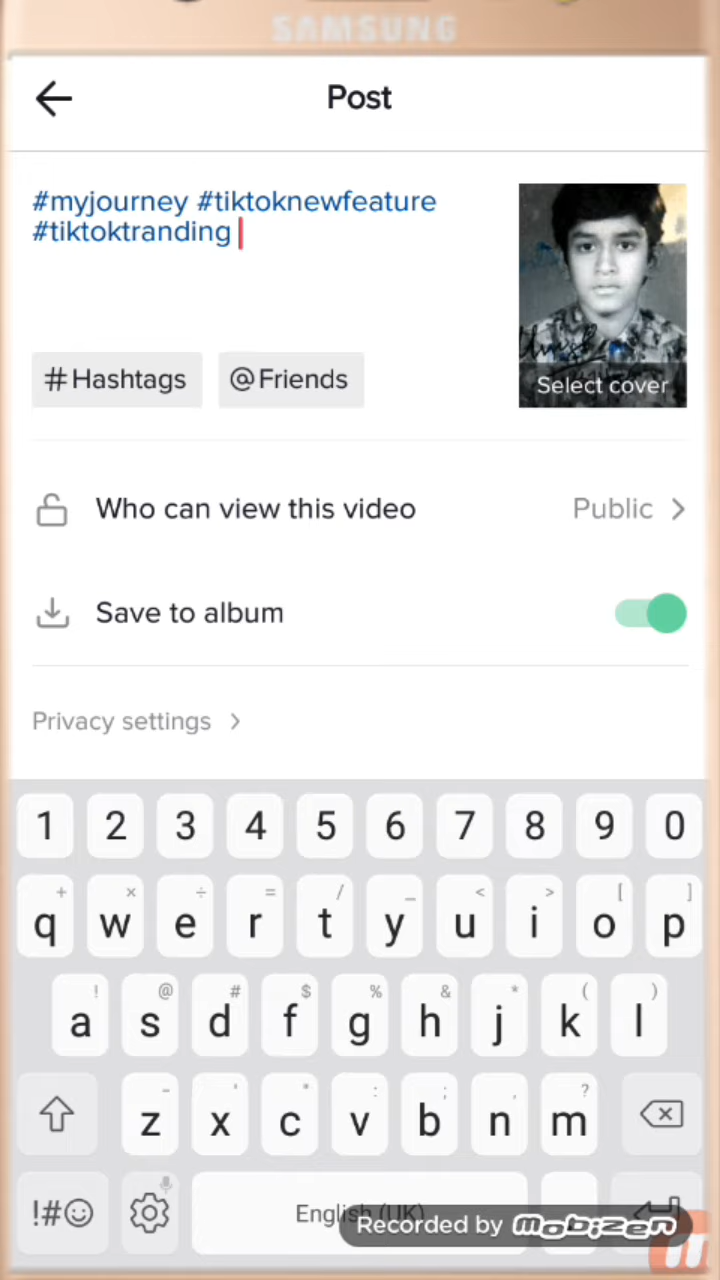 SAMSUNG
Post
#myjourney #tiktoknewfeature
#tiktoktranding
#Hashtags @Friends
Select cover
Who can view this video Public
Save to album
Privacy settings
1 2 3 4 5 6 7 8 9 0
+ × ÷ = / _ < > [ ]
q w e r t y u i o p
! @ # $ % & * ( )
a s d f g h j k l
- ' " : ; , ?
z x c v b n m
!#☺ English (UK)
Recorded by mobizen